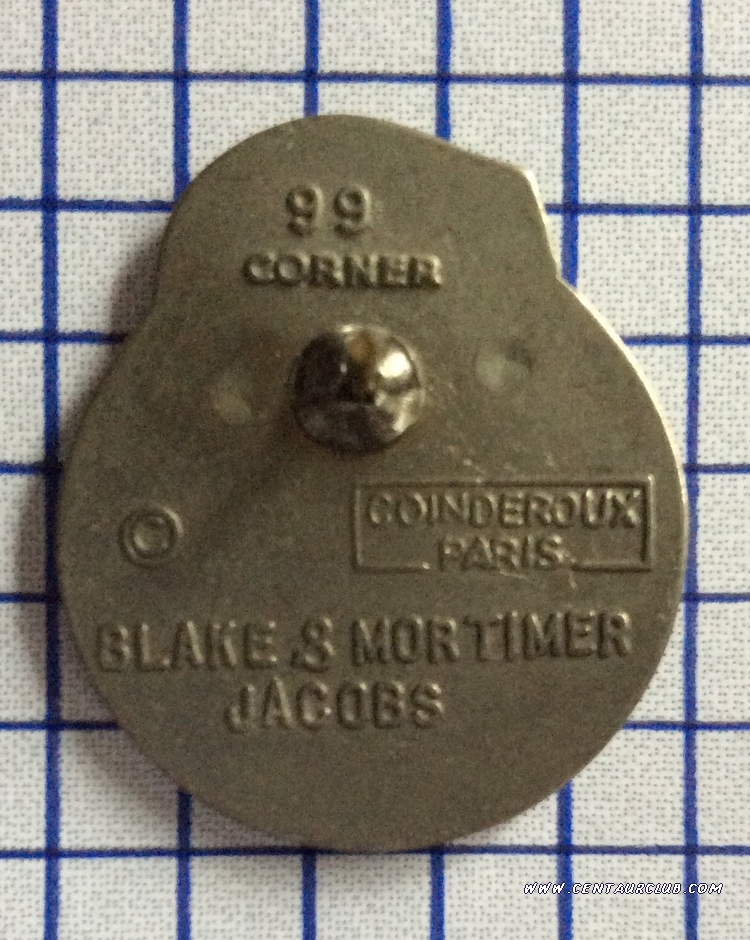 99
CORNER
©
COINDEROUX
PARIS
BLAKE & MORTIMER
JACOBS
WWW.CENTAURCLUB.COM